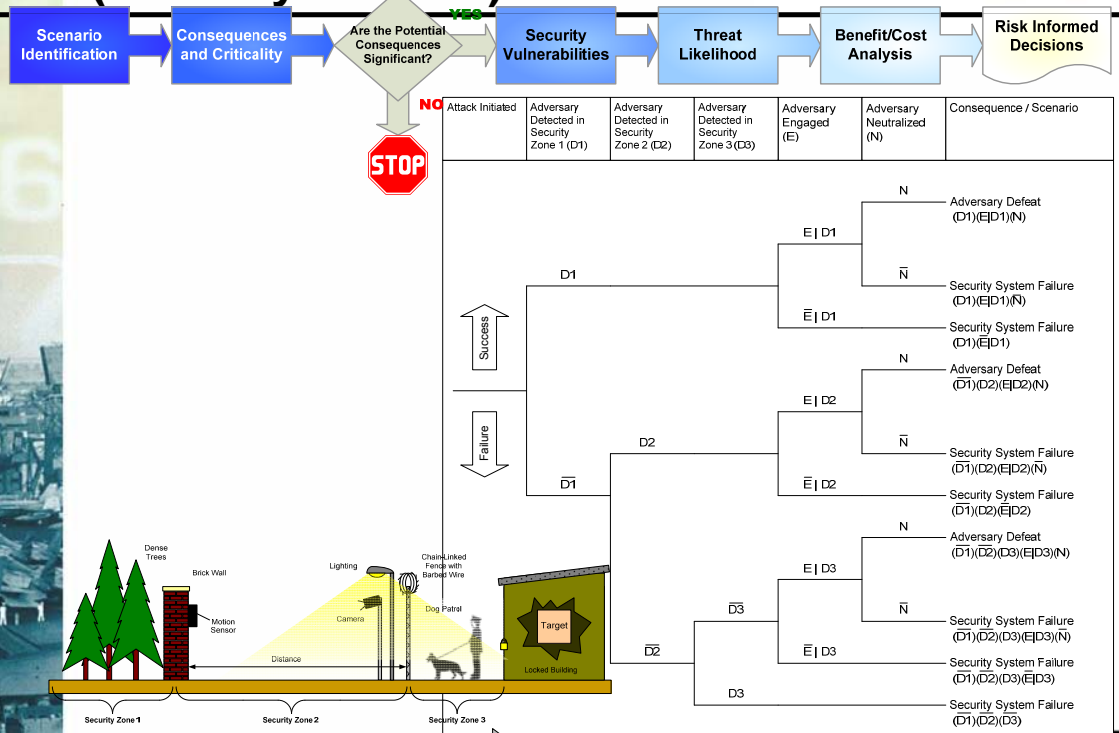 YES
Scenario
Identification
Consequences
and Criticality
Are the Potential
Consequences
Significant?
Security
Vulnerabilities
Threat
Likelihood
Benefit/Cost
Analysis
Risk Informed
Decisions
NO
STOP
Attack Initiated
Adversary
Detected in
Security
Zone 1 (D1)
Adversary
Detected in
Security
Zone 2 (D2)
Adversary
Detected in
Security
Zone 3 (D3)
Adversary
Engaged
(E)
Adversary
Neutralized
(N)
Consequence / Scenario
Success
Failure
D1
D̅1̅
D2
D̅2̅
D̅3̅
D3
E | D1
E̅ | D1
E | D2
E̅ | D2
E | D3
E̅ | D3
N
Adversary Defeat
(D1)(E|D1)(N)
N̅
Security System Failure
(D1)(E|D1)(N̅)
Security System Failure
(D1)(E̅|D1)
N
Adversary Defeat
(D̅1̅)(D2)(E|D2)(N)
N̅
Security System Failure
(D̅1̅)(D2)(E|D2)(N̅)
Security System Failure
(D̅1̅)(D2)(E̅|D2)
N
Adversary Defeat
(D̅1̅)(D̅2̅)(D3)(E|D3)(N)
N̅
Security System Failure
(D̅1̅)(D̅2̅)(D3)(E|D3)(N̅)
Security System Failure
(D̅1̅)(D̅2̅)(D3)(E̅|D3)
Security System Failure
(D̅1̅)(D̅2̅)(D̅3̅)
Dense
Trees
Brick Wall
Motion
Sensor
Lighting
Camera
Chain-Linked
Fence with
Barbed Wire
Dog Patrol
Target
Locked Building
Distance
Security Zone 1
Security Zone 2
Security Zone 3